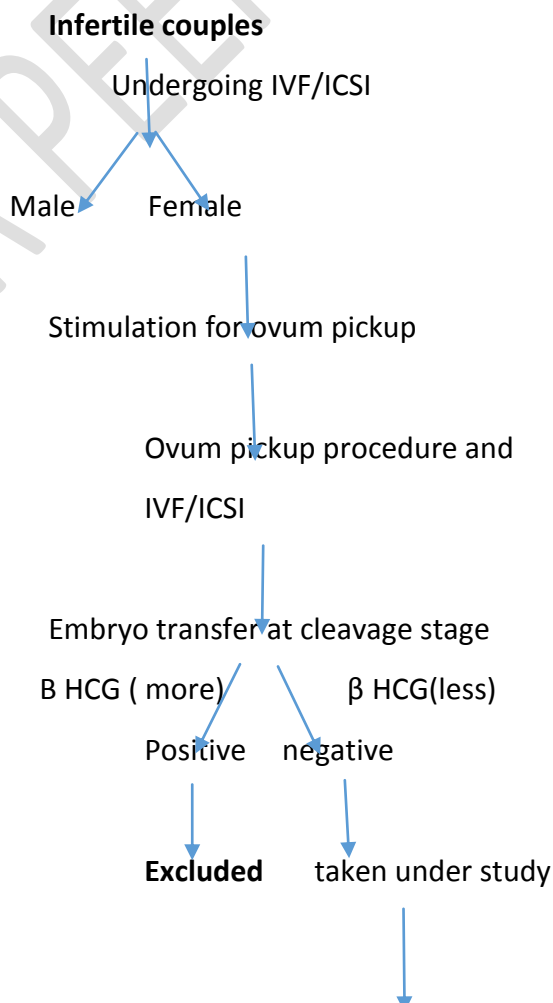 Infertile couples
Undergoing IVF/ICSI
Male Female
Stimulation for ovum pickup
Ovum pickup procedure and
IVF/ICSI
Embryo transfer at cleavage stage
B HCG ( more) β HCG(less)
Positive negative
Excluded taken under study